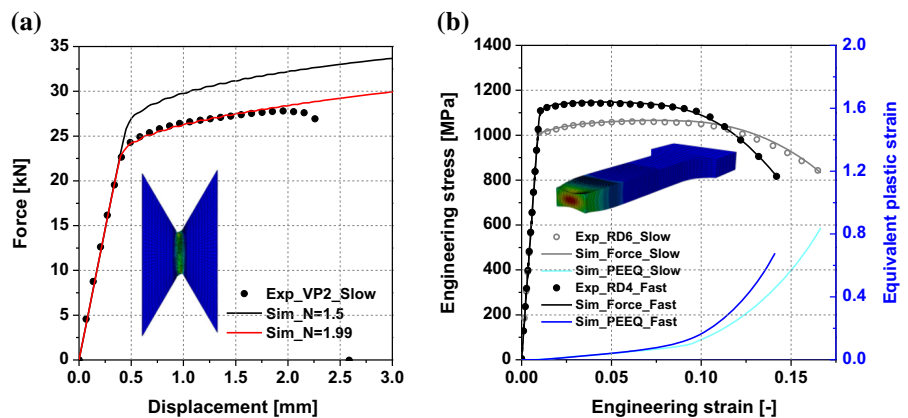 (a)
(b)
35
30
25
20
15
10
5
0
Force [kN]
0.0 0.5 1.0 1.5 2.0 2.5 3.0
Displacement [mm]
Exp_VP2_Slow
Sim_N=1.5
Sim_N=1.99
1400
1200
1000
800
600
400
200
0
Engineering stress [MPa]
0.00 0.05 0.10 0.15
Engineering strain [-]
Exp_RD6_Slow
Sim_Force_Slow
Sim_PEEQ_Slow
Exp_RD4_Fast
Sim_Force_Fast
Sim_PEEQ_Fast
2.0
1.6
1.2
0.8
0.4
0.0
Equivalent plastic strain